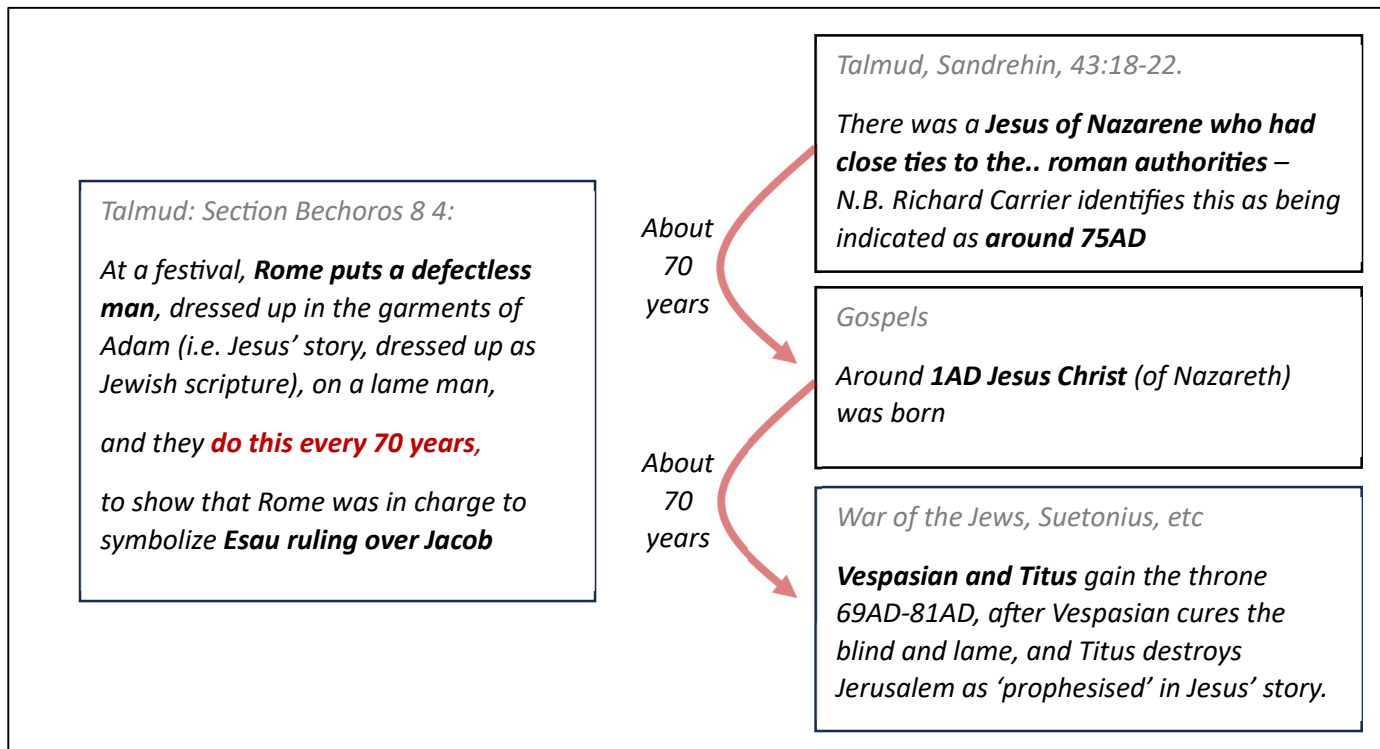 Talmud: Section Bechoros 8 4:
At a festival, Rome puts a defectless
man, dressed up in the garments of
Adam (i.e. Jesus’ story, dressed up as
Jewish scripture), on a lame man,
and they do this every 70 years,
to show that Rome was in charge to
symbolize Esau ruling over Jacob
About
70
years
About
70
years
Talmud, Sandrehin, 43:18-22.
There was a Jesus of Nazarene who had
close ties to the.. roman authorities –
N.B. Richard Carrier identifies this as being
indicated as around 75AD
Gospels
Around 1AD Jesus Christ (of Nazareth)
was born
War of the Jews, Suetonius, etc
Vespasian and Titus gain the throne
69AD-81AD, after Vespasian cures the
blind and lame, and Titus destroys
Jerusalem as ‘prophesised’ in Jesus’ story.